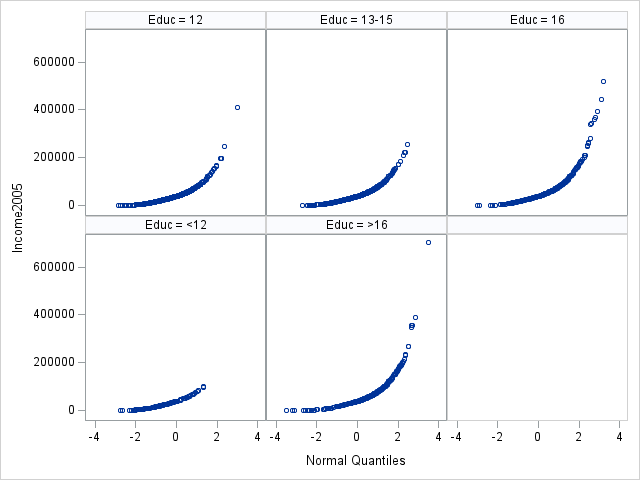 Educ = 12 Educ = 13-15 Educ = 16
600000
400000
200000
0
Income2005
Educ = <12 Educ = >16
600000
400000
200000
0
-4 -2 0 2 4 -4 -2 0 2 4 -4 -2 0 2 4
Normal Quantiles